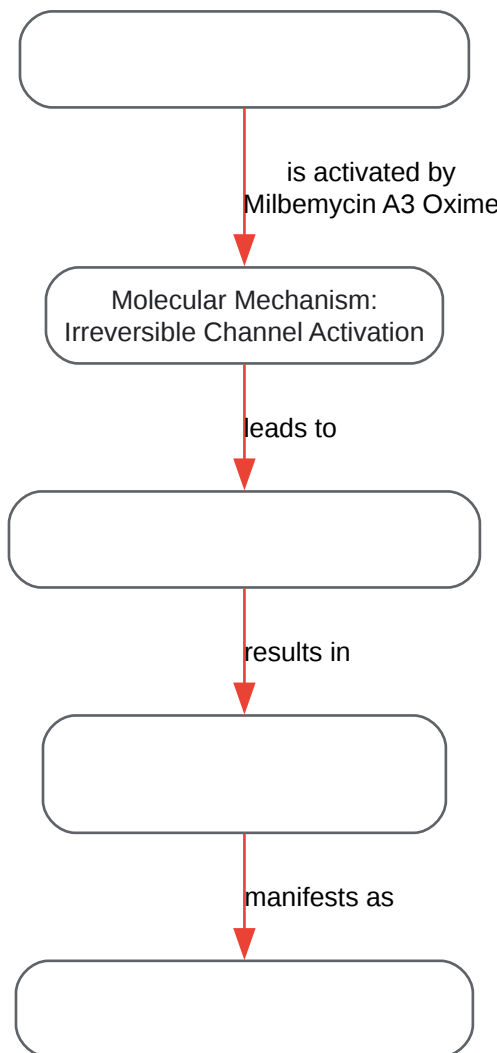 is activated by
Milbemycin A3 Oxime
Molecular Mechanism:
Irreversible Channel Activation
leads to
results in
manifests as